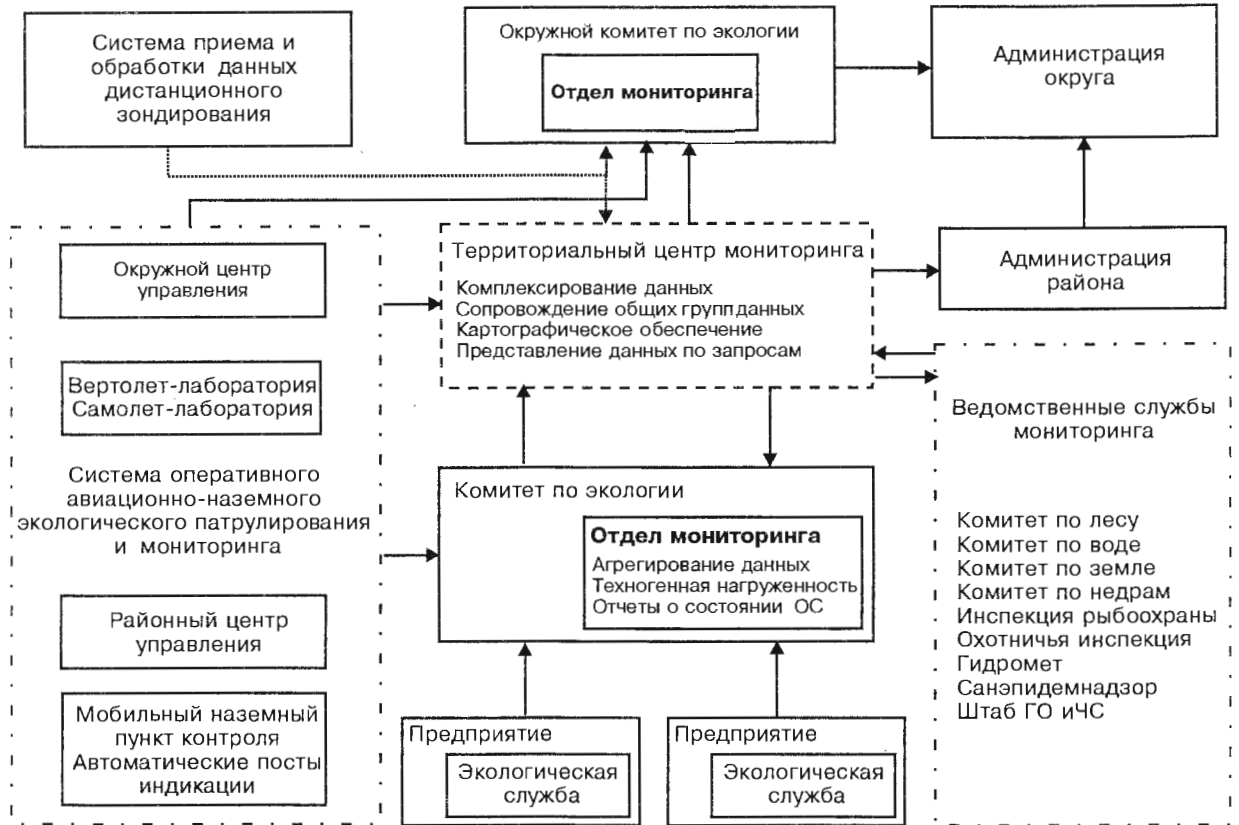 Система приема и
обработки данных
дистанционного
зондирования
Окружной комитет по экологии
Отдел мониторинга
Администрация
округа
Окружной центр
управления
Вертолет-лаборатория
Самолет-лаборатория
Система оперативного
авиационно-наземного
экологического патрулирования
и мониторинга
Районный центр
управления
Мобильный наземный
пункт контроля
Автоматические посты
индикации
Территориальный центр мониторинга
Комплексирование данных
Сопровождение общих групп данных
Картографическое обеспечение
Представление данных по запросам
Администрация
района
Комитет по экологии
Отдел мониторинга
Агрегирование данных
Техногенная нагруженность
Отчеты о состоянии ОС
Предприятие
Экологическая
служба
Предприятие
Экологическая
служба
Ведомственные службы
мониторинга
Комитет по лесу
Комитет по воде
Комитет по земле
Комитет по недрам
Инспекция рыбоохраны
Охотничья инспекция
Гидромет
Санэпидемнадзор
Штаб ГО иЧС